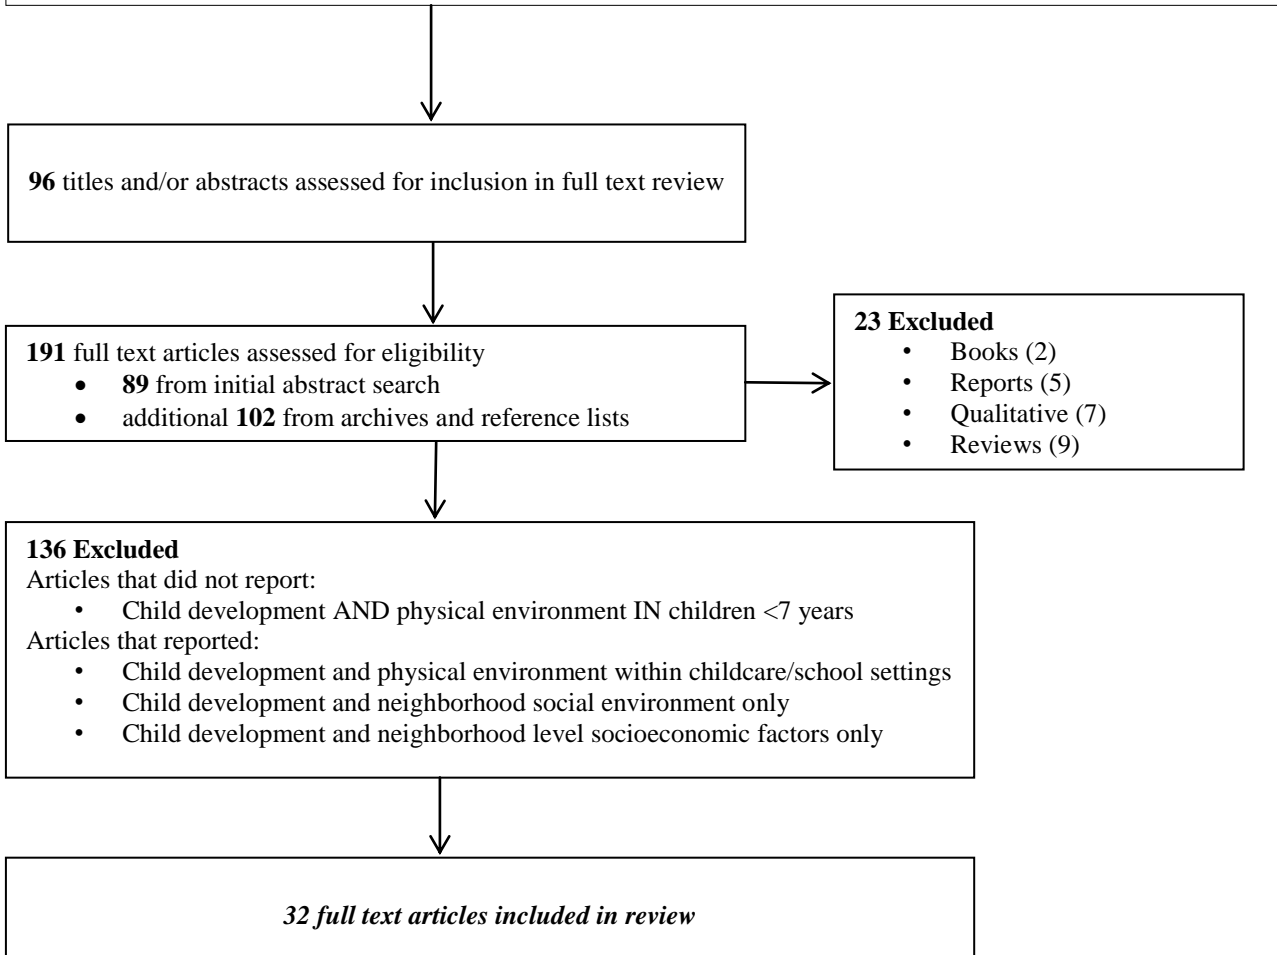 96 titles and/or abstracts assessed for inclusion in full text review
191 full text articles assessed for eligibility
• 89 from initial abstract search
• additional 102 from archives and reference lists
23 Excluded
• Books (2)
• Reports (5)
• Qualitative (7)
• Reviews (9)
136 Excluded
Articles that did not report:
• Child development AND physical environment IN children <7 years
Articles that reported:
• Child development and physical environment within childcare/school settings
• Child development and neighborhood social environment only
• Child development and neighborhood level socioeconomic factors only
32 full text articles included in review